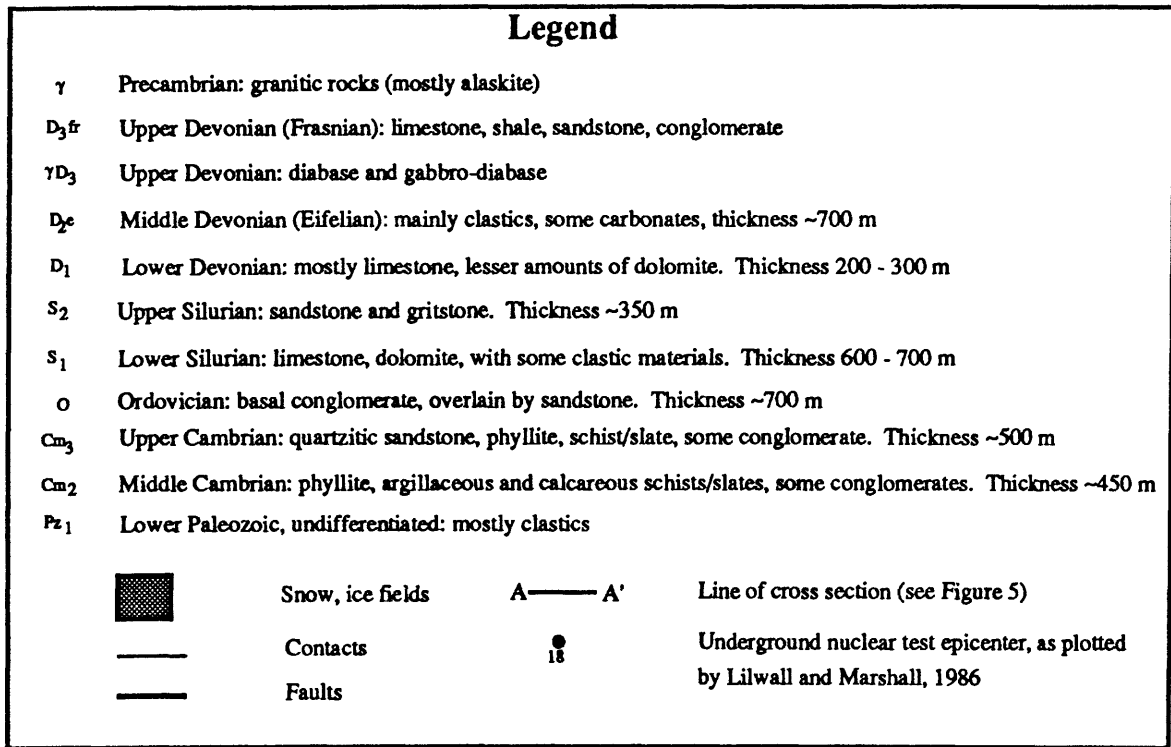 Legend
γ Precambrian: granitic rocks (mostly alaskite)
D3fr Upper Devonian (Frasnian): limestone, shale, sandstone, conglomerate
γD3 Upper Devonian: diabase and gabbro-diabase
D2e Middle Devonian (Eifelian): mainly clastics, some carbonates, thickness ~700 m
D1 Lower Devonian: mostly limestone, lesser amounts of dolomite. Thickness 200 - 300 m
S2 Upper Silurian: sandstone and gritstone. Thickness ~350 m
S1 Lower Silurian: limestone, dolomite, with some clastic materials. Thickness 600 - 700 m
O Ordovician: basal conglomerate, overlain by sandstone. Thickness ~700 m
Cm3 Upper Cambrian: quartzitic sandstone, phyllite, schist/slate, some conglomerate. Thickness ~500 m
Cm2 Middle Cambrian: phyllite, argillaceous and calcareous schists/slates, some conglomerates. Thickness ~450 m
Pz1 Lower Paleozoic, undifferentiated: mostly clastics
Snow, ice fields
Contacts
Faults
A A'
18
Line of cross section (see Figure 5)
Underground nuclear test epicenter, as plotted
by Lilwall and Marshall, 1986